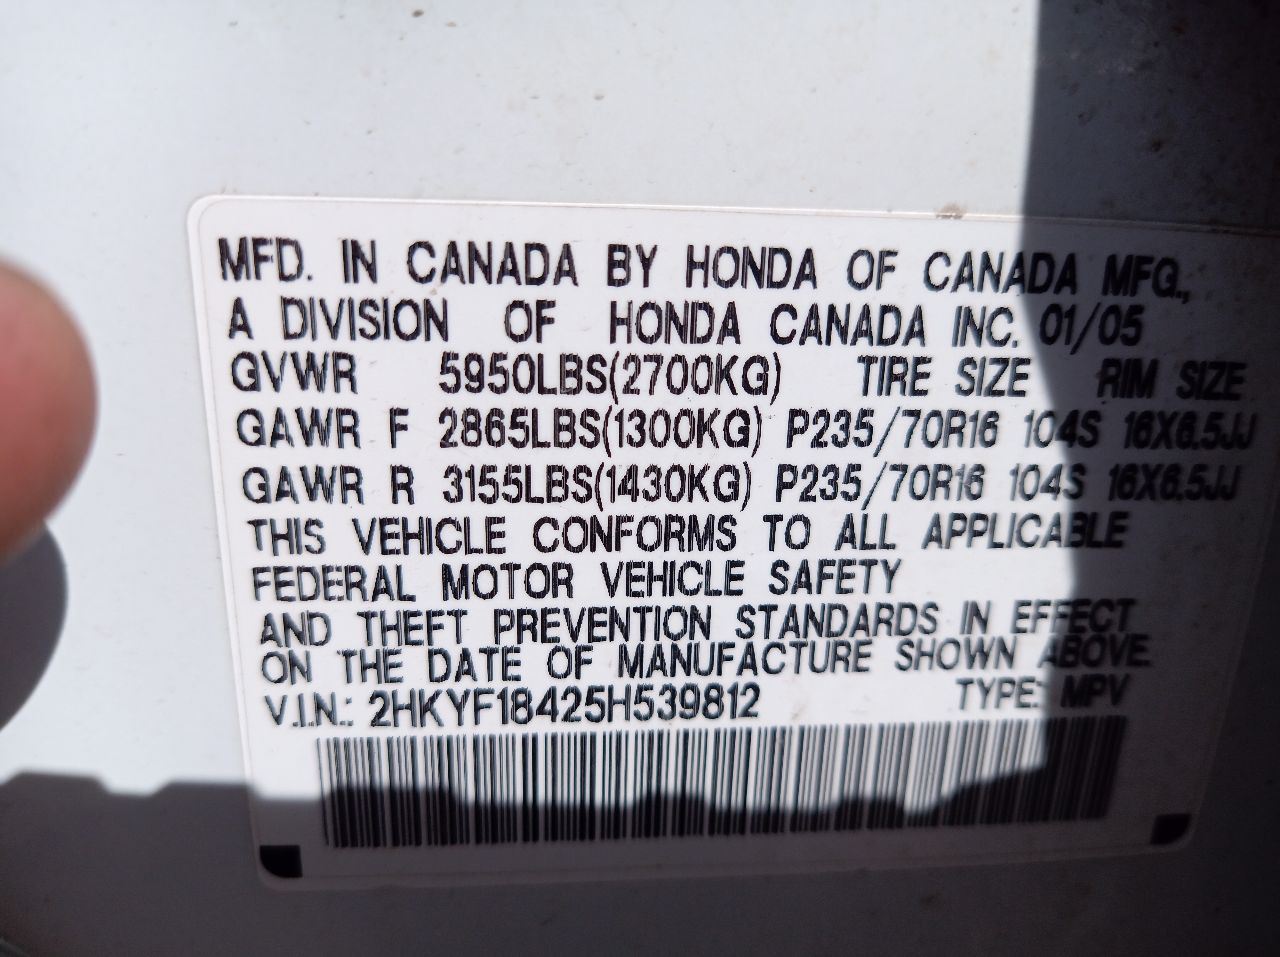 MFD. IN CANADA BY HONDA OF CANADA MFG.,
A DIVISION OF HONDA CANADA INC. 01/05
GVWR 5950LBS(2700KG) TIRE SIZE RIM SIZE
GAWR F 2865LBS(1300KG) P235/70R16 104S 16X6.5JJ
GAWR R 3155LBS(1430KG) P235/70R16 104S 16X6.5JJ
THIS VEHICLE CONFORMS TO ALL APPLICABLE
FEDERAL MOTOR VEHICLE SAFETY
AND THEFT PREVENTION STANDARDS IN EFFECT
ON THE DATE OF MANUFACTURE SHOWN ABOVE
V.I.N.: 2HKYF18425H539812 TYPE: MPV